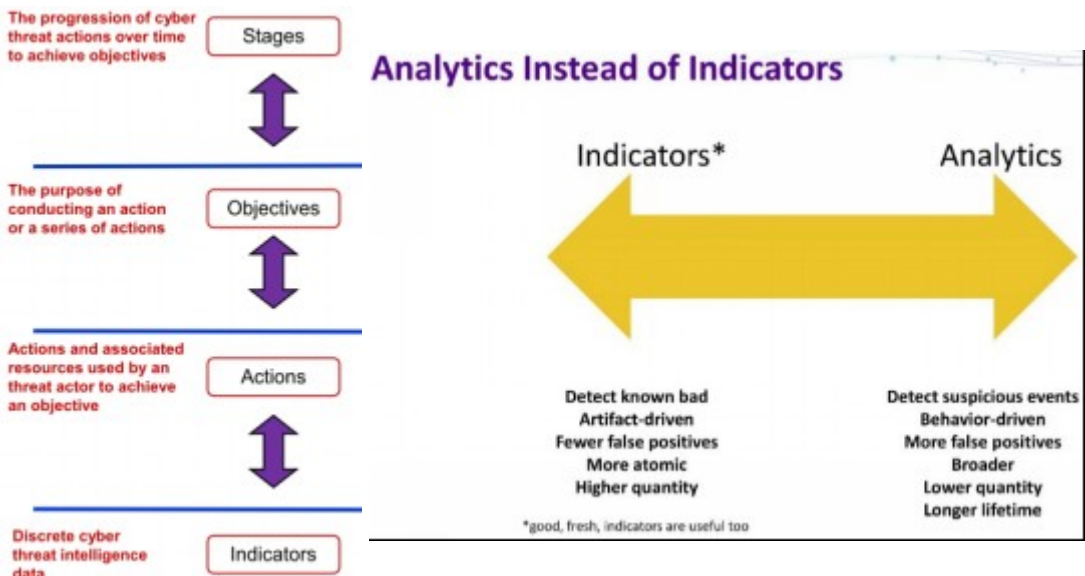 The progression of cyber
threat actions over time
to achieve objectives
Stages
The purpose of
conducting an action
or a series of actions
Objectives
Actions and associated
resources used by an
threat actor to achieve
an objective
Actions
Discrete cyber
threat intelligence
data
Indicators
Analytics Instead of Indicators
Indicators*
Analytics
Detect known bad
Artifact-driven
Fewer false positives
More atomic
Higher quantity
*good, fresh, indicators are useful too
Detect suspicious events
Behavior-driven
More false positives
Broader
Lower quantity
Longer lifetime